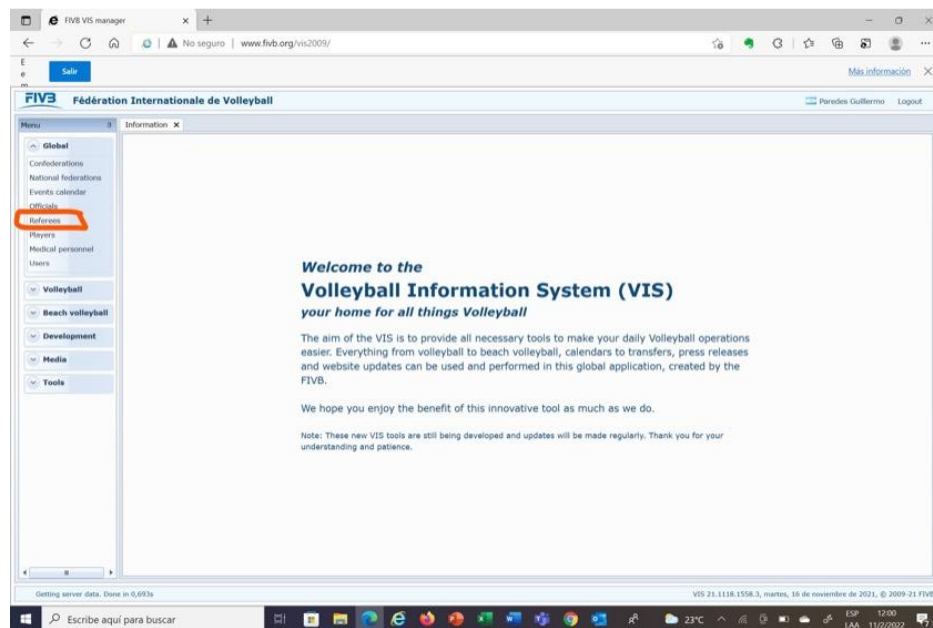 FIVB VIS manager
No seguro | www.fivb.org/vis2009/
E
e
Salir
Más información
FIVB Fédération Internationale de Volleyball
Paredes Guillermo Logout
Menu
Information
Global
Confederations
National federations
Events calendar
Officials
Referees
Players
Medical personnel
Users
Volleyball
Beach volleyball
Development
Media
Tools
Welcome to the
Volleyball Information System (VIS)
your home for all things Volleyball
The aim of the VIS is to provide all necessary tools to make your daily Volleyball operations
easier. Everything from volleyball to beach volleyball, calendars to transfers, press releases
and website updates can be used and performed in this global application, created by the
FIVB.
We hope you enjoy the benefit of this innovative tool as much as we do.
Note: These new VIS tools are still being developed and updates will be made regularly. Thank you for your
understanding and patience.
Getting server data. Done in 0,693s
VIS 21.1118.1558.3, martes, 16 de noviembre de 2021, © 2009-21 FIVB
Escribe aquí para buscar
23°C
ESP
LAA
12:00
11/2/2022